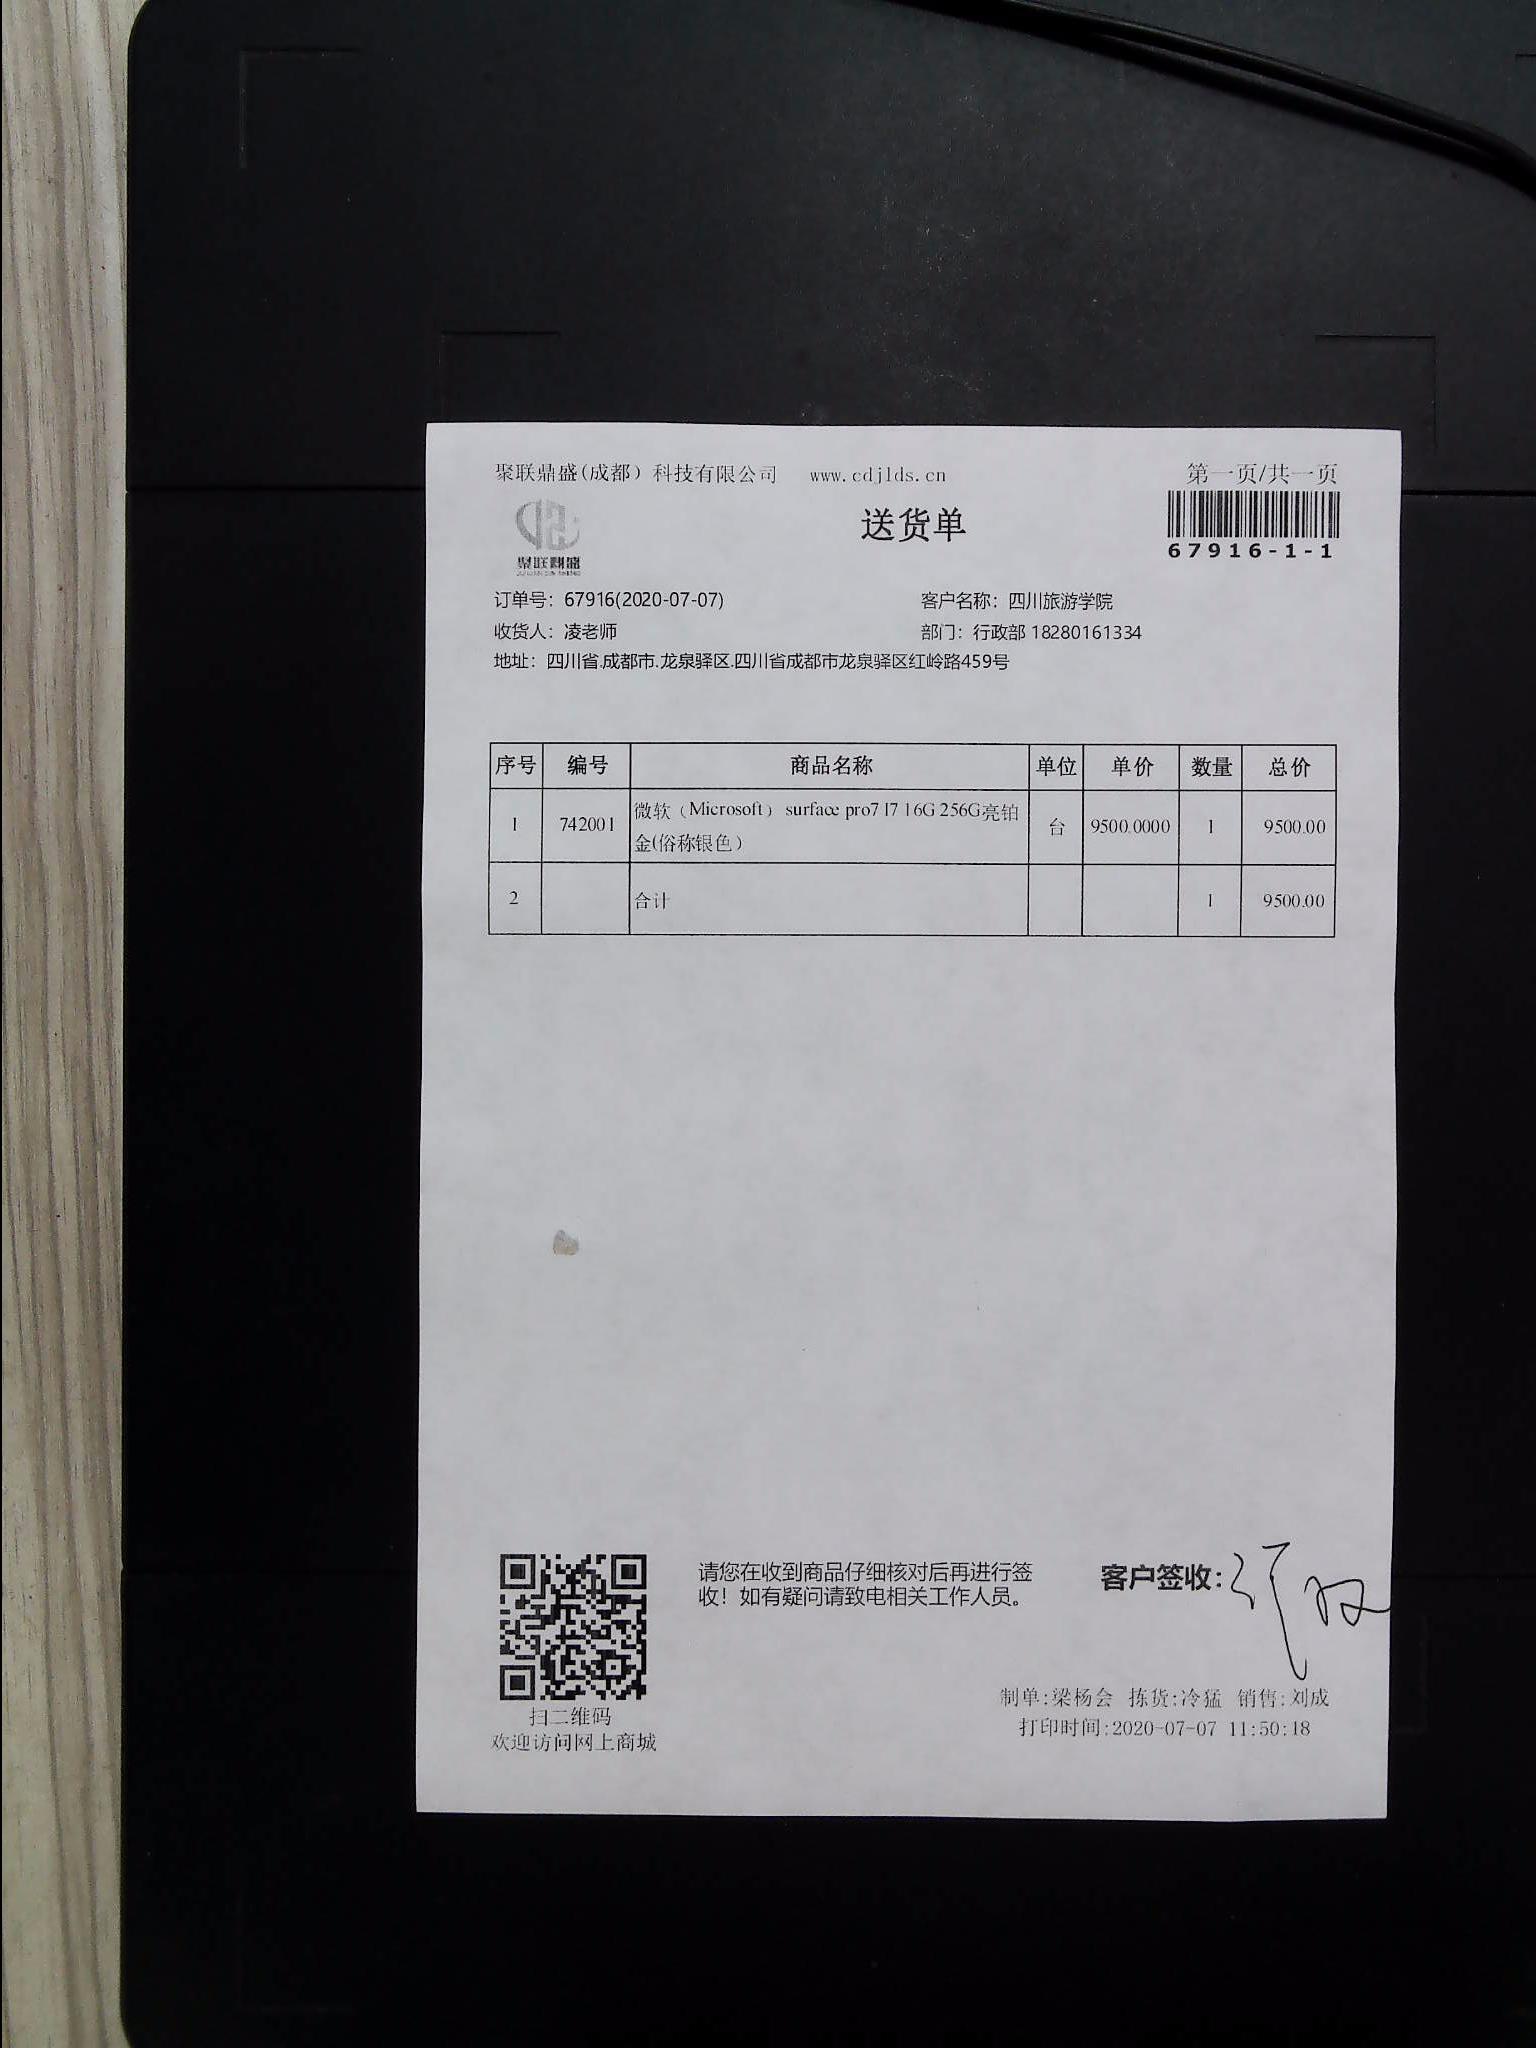 聚联鼎盛(成都）科技有限公司 www.cdjlds.cn
第一页/共一页
送货单
聚联鼎盛
67916-1-1
订单号：67916(2020-07-07)
客户名称：四川旅游学院
收货人：凌老师
部门：行政部 18280161334
地址：四川省.成都市.龙泉驿区.四川省成都市龙泉驿区红岭路459号
序号 编号 商品名称 单位 单价 数量 总价
1 742001 微软（Microsoft） surface pro7 I7 16G 256G亮铂 台 9500.0000 1 9500.00
金(俗称银色）
2 合计 1 9500.00
请您在收到商品仔细核对后再进行签
收！如有疑问请致电相关工作人员。
客户签收:
扫二维码
欢迎访问网上商城
制单:梁杨会 拣货:冷猛 销售:刘成
打印时间:2020-07-07 11:50:18